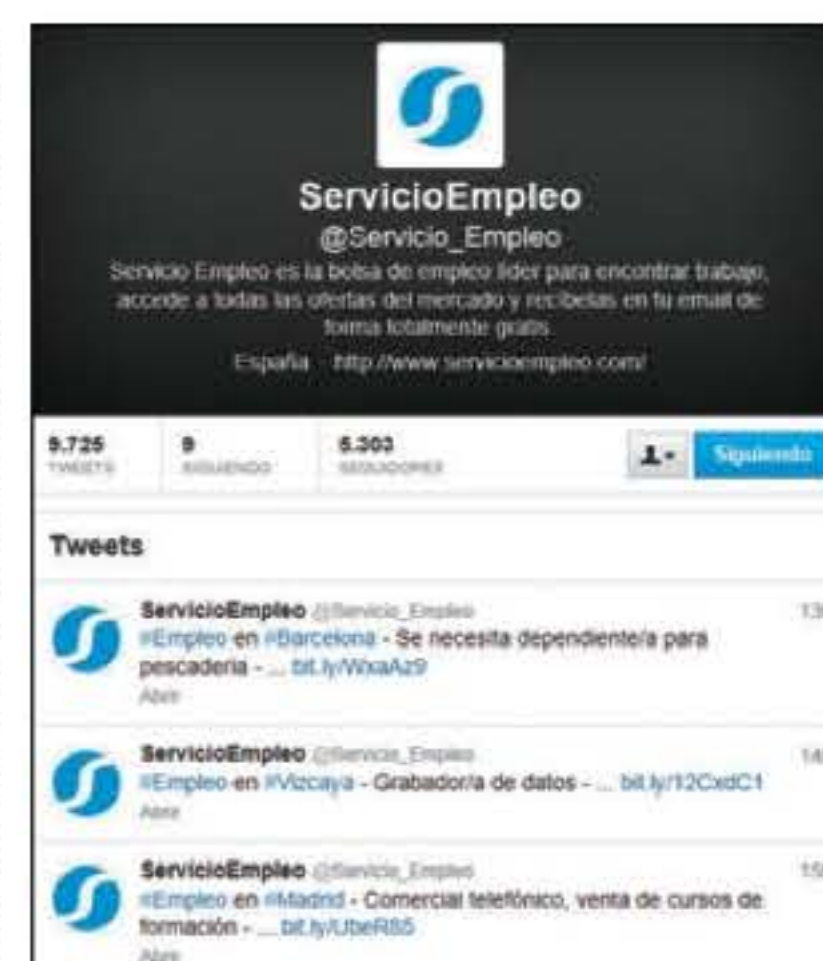 ServicioEmpleo
@Servicio_Empleo
Servicio Empleo es la bolsa de empleo líder para encontrar trabajo,
accede a todas las ofertas del mercado y recíbelas en tu email de
forma totalmente gratis
España http://www.servicioempleo.com/
9.725 9 5.303
TWEETS SIGUIENDO SEGUIDORES
Siguiendo
Tweets
ServicioEmpleo @Servicio_Empleo
#Empleo en #Barcelona - Se necesita dependiente/a para
pescadería - ... bit.ly/WxaAz9
Abrir
ServicioEmpleo @Servicio_Empleo
#Empleo en #Vizcaya - Grabador/a de datos - ... bit.ly/12CxdC1
Abrir
ServicioEmpleo @Servicio_Empleo
#Empleo en #Madrid - Comercial telefónico, venta de cursos de
formación - ... bit.ly/UbeR85
Abrir